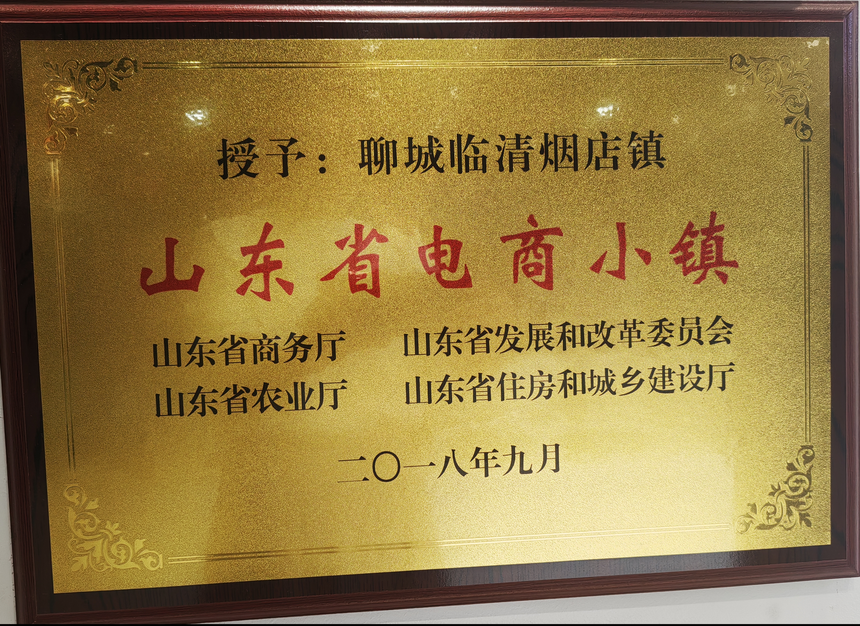 授予：聊城临清烟店镇
山东省电商小镇
山东省商务厅 山东省发展和改革委员会
山东省农业厅 山东省住房和城乡建设厅
二〇一八年九月